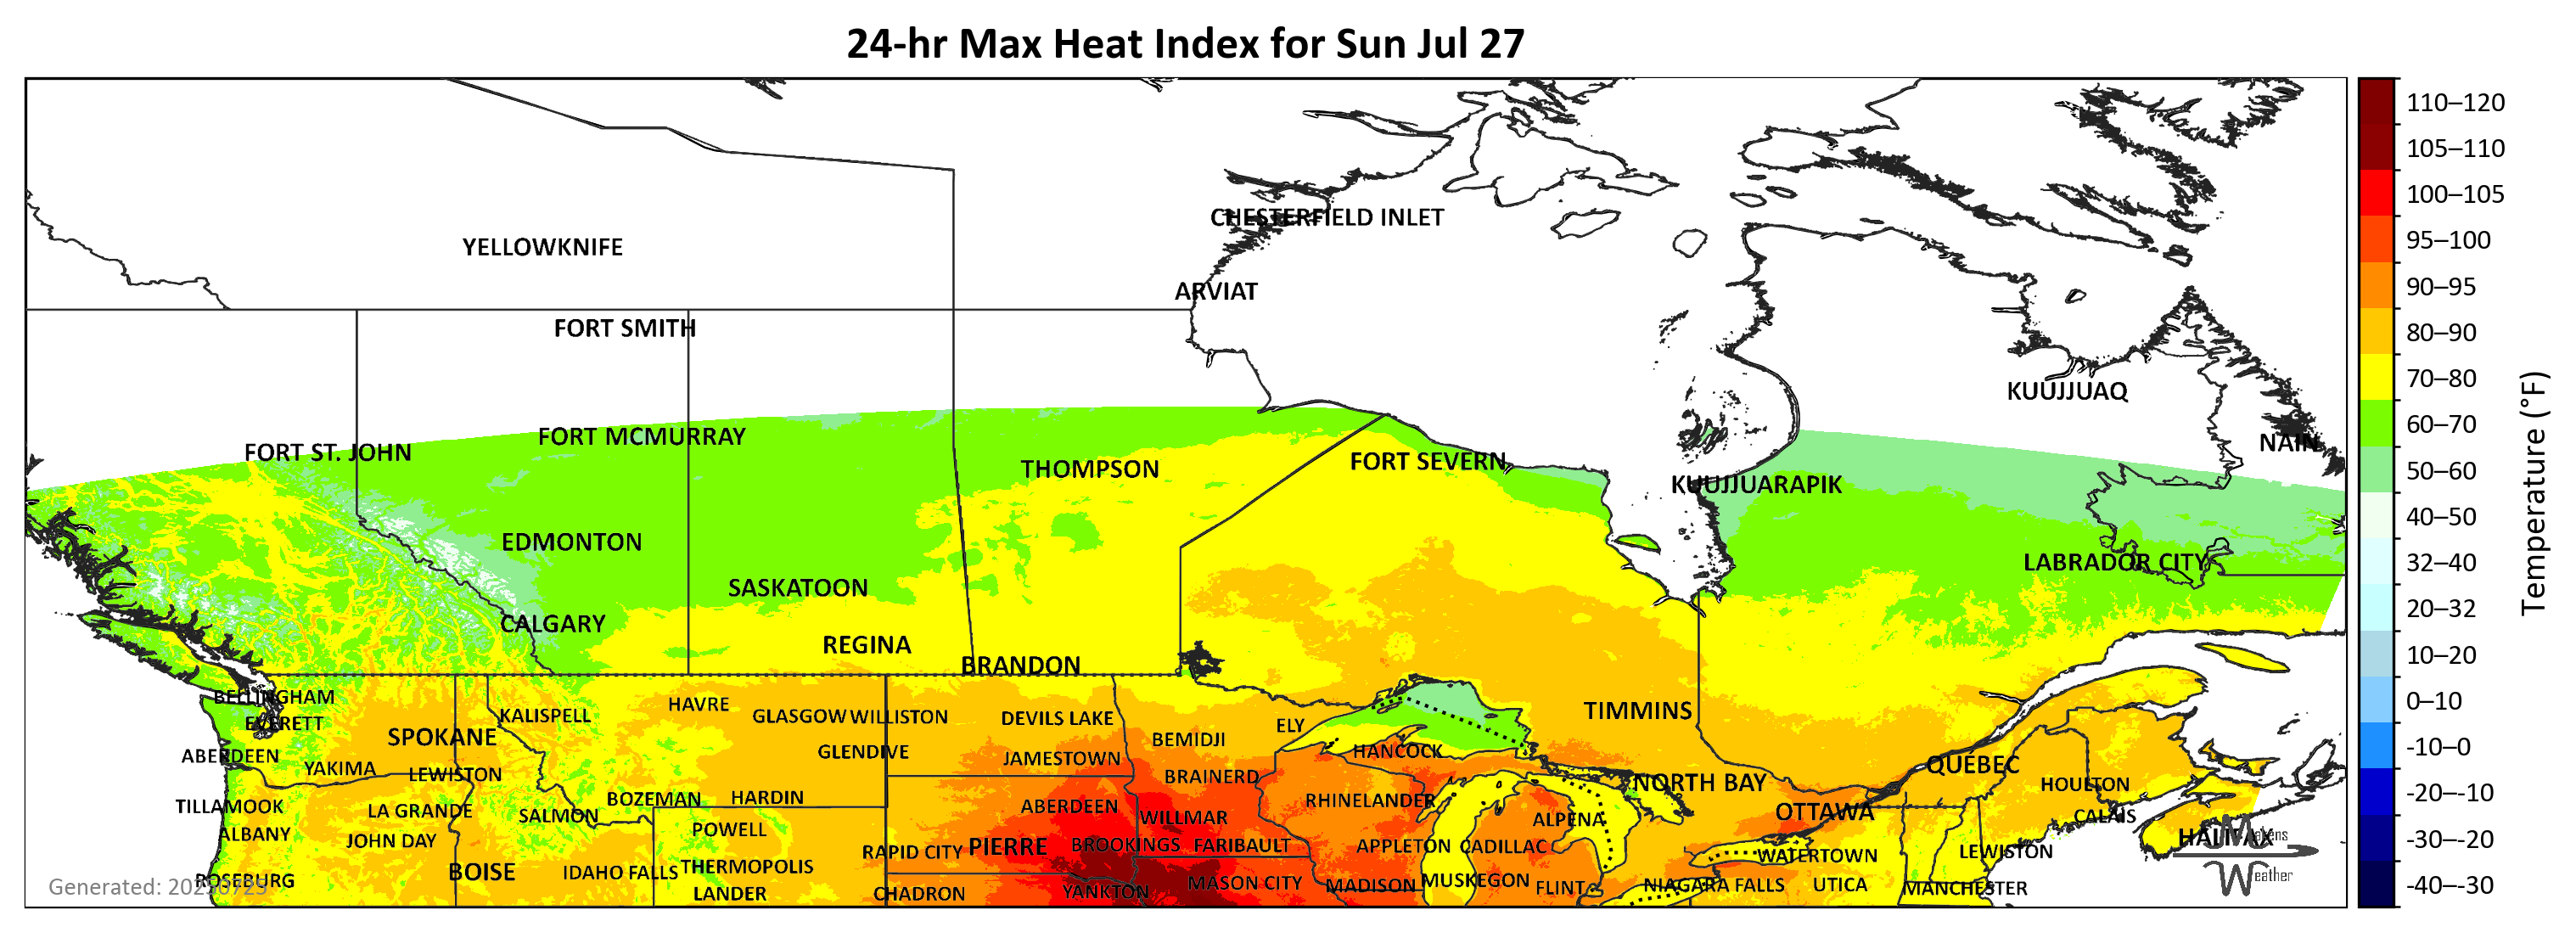 24-hr Max Heat Index for Sun Jul 27
110–120
105–110
CHESTERFIELD INLET
100–105
YELLOWKNIFE
95–100
ARVIAT
90–95
FORT SMITH
80–90
KUUJJUAQ
70–80
FORT MCMURRAY
60–70
NAIN
FORT ST. JOHN
THOMPSON
FORT SEVERN
50–60
KUUJJUARAPIK
40–50
EDMONTON
LABRADOR CITY
32–40
SASKATOON
20–32
CALGARY
REGINA
10–20
BRANDON
Temperature (°F)
BELLINGHAM
HAVRE
0–10
KALISPELL
GLASGOW
WILLISTON
DEVILS LAKE
TIMMINS
EVERETT
ELY
SPOKANE
BEMIDJI
-10–0
ABERDEEN
GLENDIVE
JAMESTOWN
HANCOCK
YAKIMA
LEWISTON
BRAINERD
QUÉBEC
NORTH BAY
HOULTON
-20–-10
BOZEMAN
HARDIN
RHINELANDER
TILLAMOOK
LA GRANDE
SALMON
ABERDEEN
WILLMAR
ALPENA
OTTAWA
CALAIS
ALBANY
JOHN DAY
POWELL
PIERRE
BROOKINGS
FARIBAULT
APPLETON
CADILLAC
HALIFAX
Makens
-30–-20
RAPID CITY
WATERTOWN
LEWISTON
BOISE
IDAHO FALLS
THERMOPOLIS
Weather
ROSEBURG
Generated: 20250725
LANDER
CHADRON
YANKTON
MASON CITY
MADISON
MUSKEGON
FLINT
NIAGARA FALLS
UTICA
MANCHESTER
-40–-30